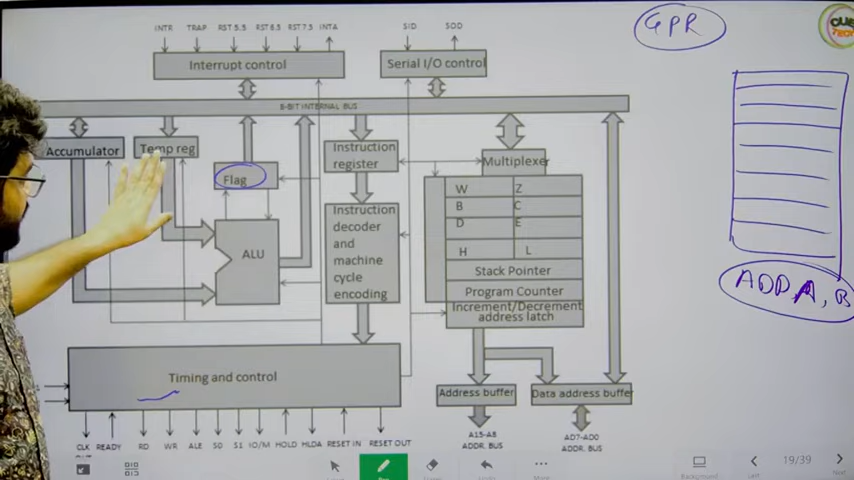 GPR
INTR TRAP RST 5.5 RST 6.5 RST 7.5 INTA
SID SOD
Interrupt control
Serial I/O control
8-BIT INTERNAL BUS
Accumulator
Temp reg
Instruction
register
Multiplexer
Flag
W Z
B C
D E
H L
Stack Pointer
Program Counter
Increment/Decrement
address latch
Instruction
decoder
and
machine
cycle
encoding
ALU
ADD A, B
Timing and control
Address buffer
Data address buffer
CLK READY RD WR ALE S0 S1 IO/M HOLD HLDA RESET IN RESET OUT
A15-A8
ADDR. BUS
AD7-AD0
ADDR. BUS
19/39
Background
Left
Next
More